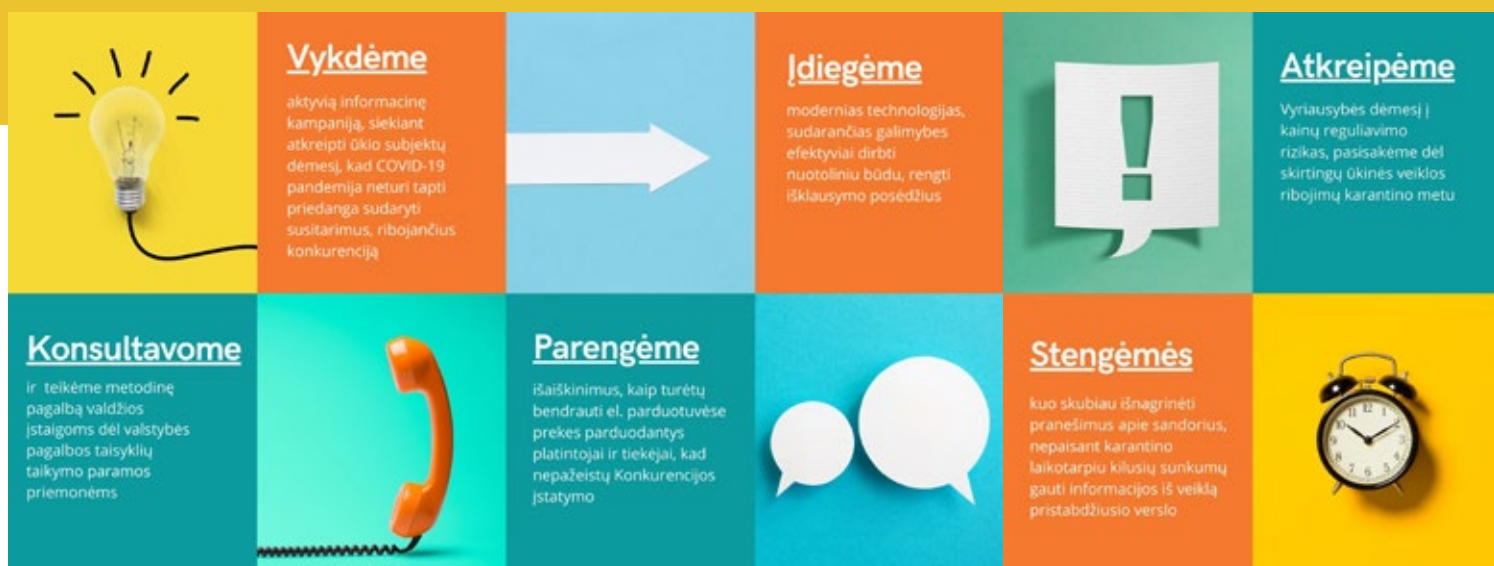 Vykdėme
aktyvią informacinę
kampaniją, siekiant
atkreipti ūkio subjektų
dėmesį, kad COVID-19
pandemija neturi tapti
priedanga sudaryti
susitarimus, ribojančius
konkurenciją
Įdiegėme
modernias technologijas,
sudarančias galimybes
efektyviai dirbti
nuotoliniu būdu, rengti
išklausymo posėdžius
!
Atkreipėme
Vyriausybės dėmesį į
kainų reguliavimo
rizikas, pasisakėme dėl
skirtingų ūkinės veiklos
ribojimų karantino metu
Konsultavome
ir teikėme metodinę
pagalbą valdžios
įstaigoms dėl valstybės
pagalbos taisyklių
taikymo paramos
priemonėms
Parengėme
išaiškinimus, kaip turėtų
bendrauti el. parduotuvėse
prekes parduodantys
platintojai ir tiekėjai, kad
nepažeistų Konkurencijos
įstatymo
Stengėmės
kuo skubiau išnagrinėti
pranešimus apie sandorius,
nepaisant karantino
laikotarpiu kilusių sunkumų
gauti informacijos iš veiklą
pristabdžiusio verslo